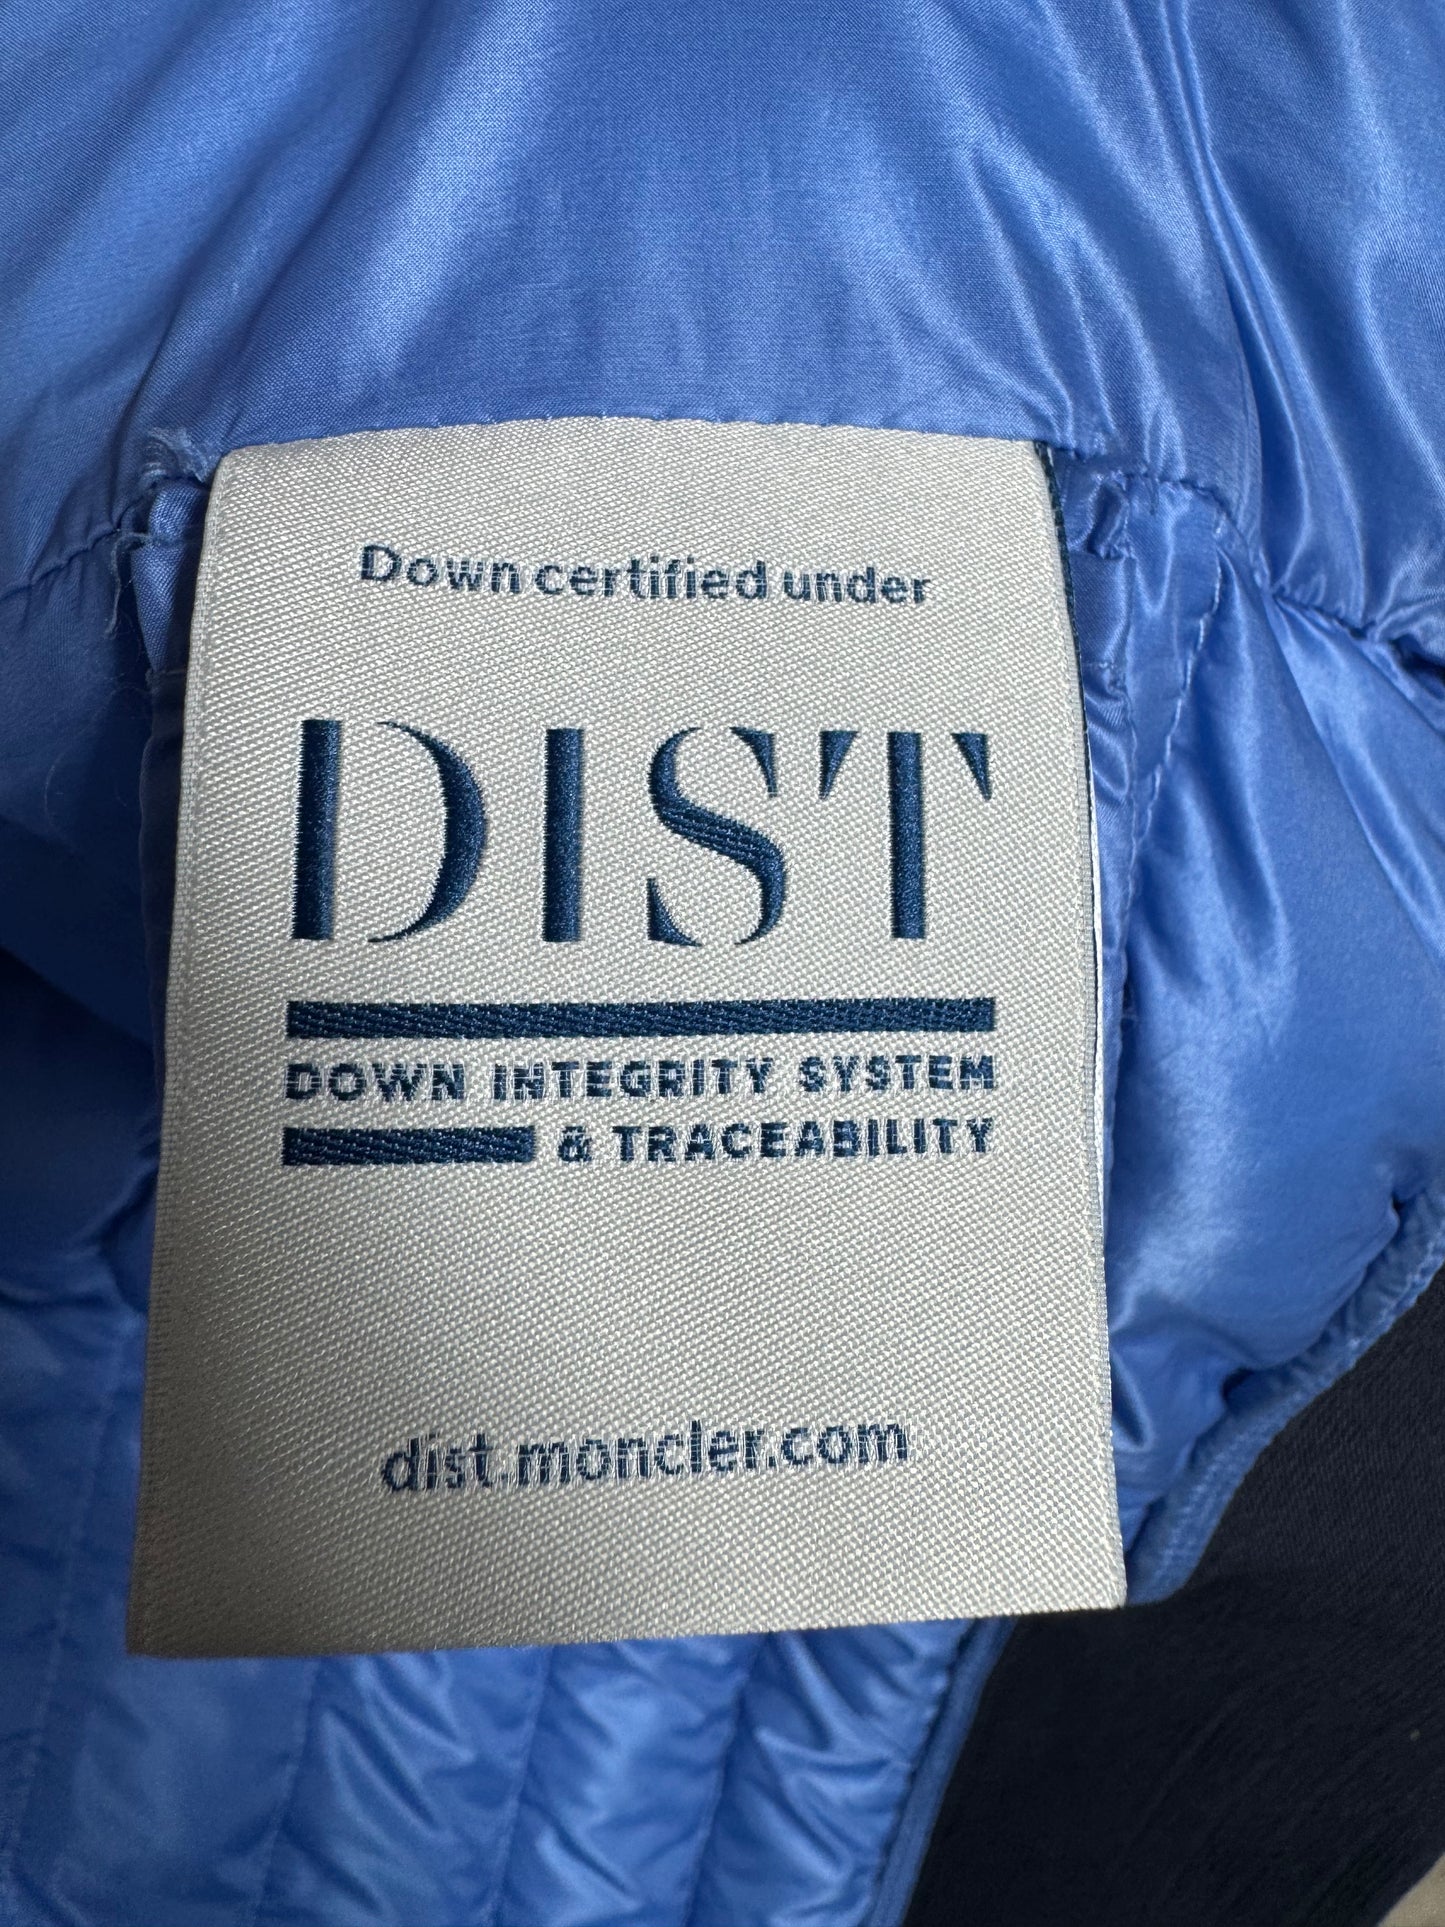 Down certified under
DIST
DOWN INTEGRITY SYSTEM
& TRACEABILITY
dist.moncler.com